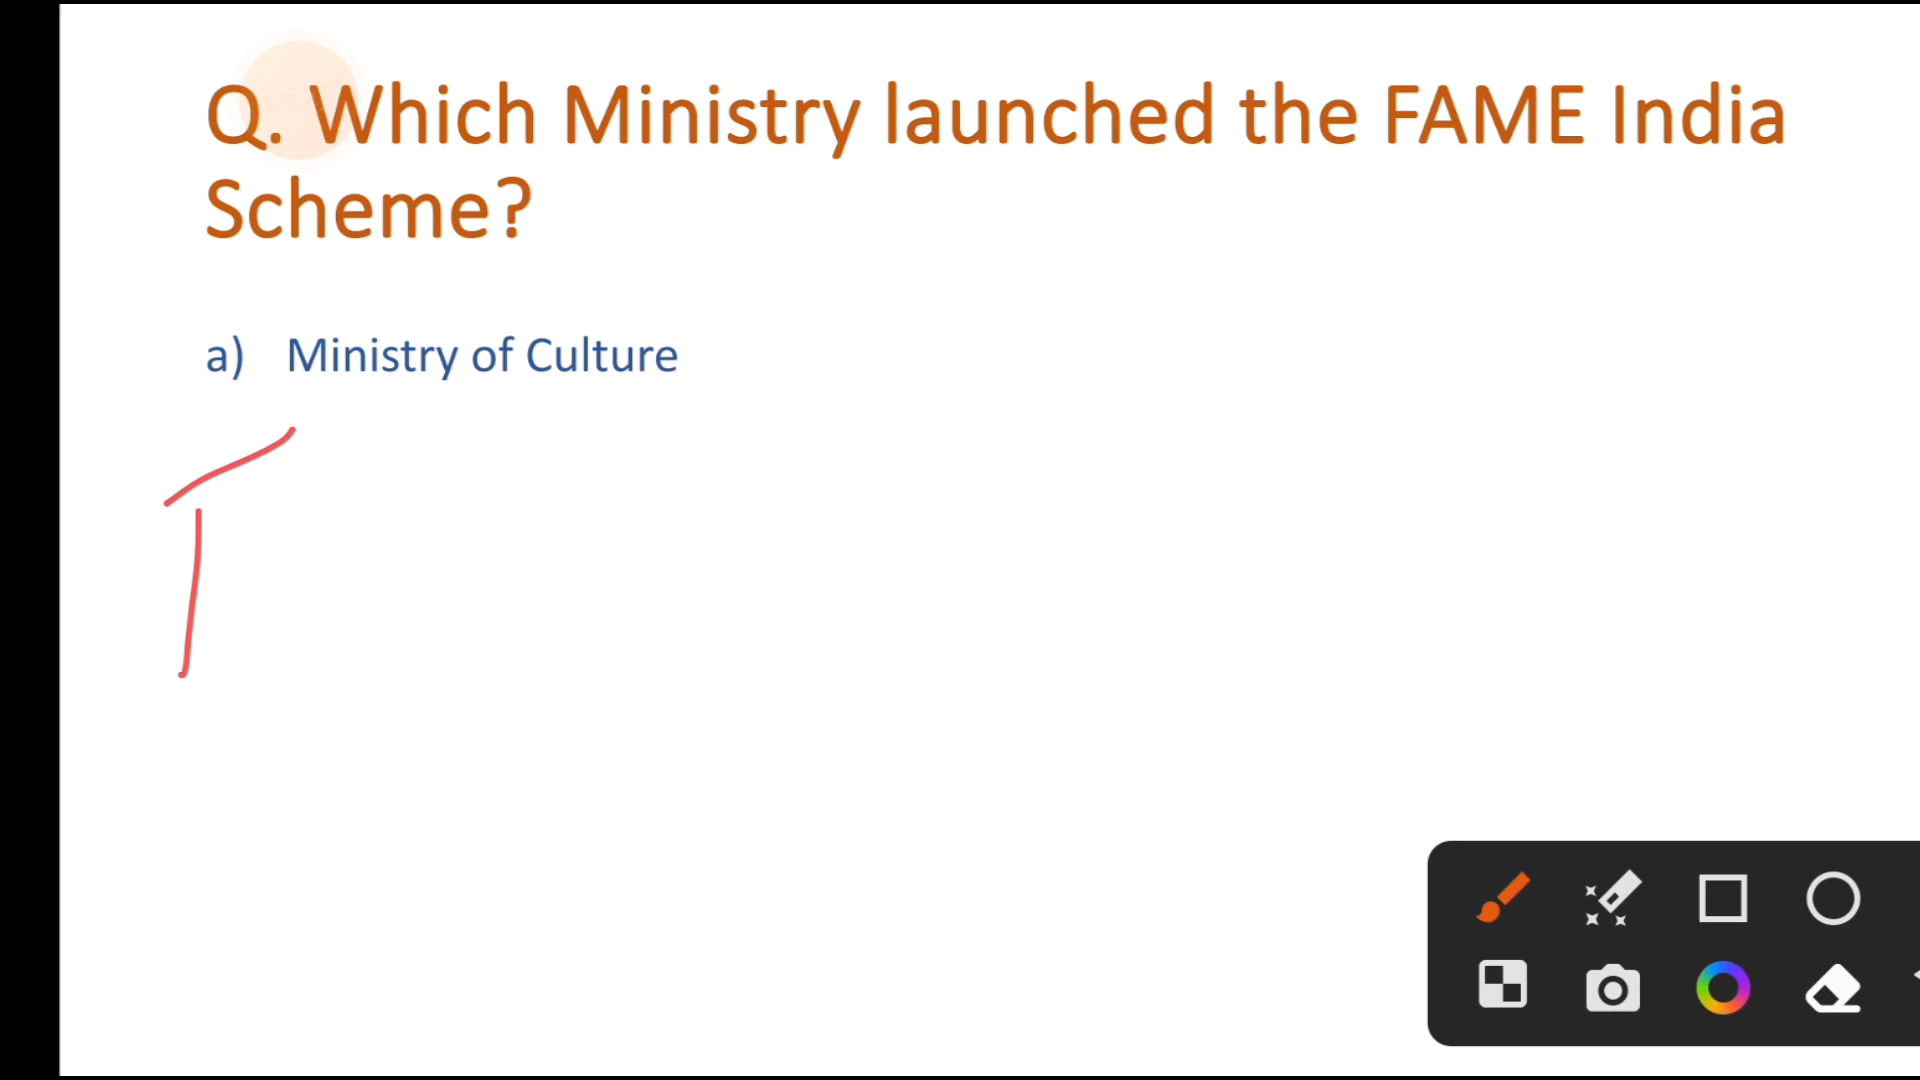 Q. Which Ministry launched the FAME India
Scheme?
a) Ministry of Culture